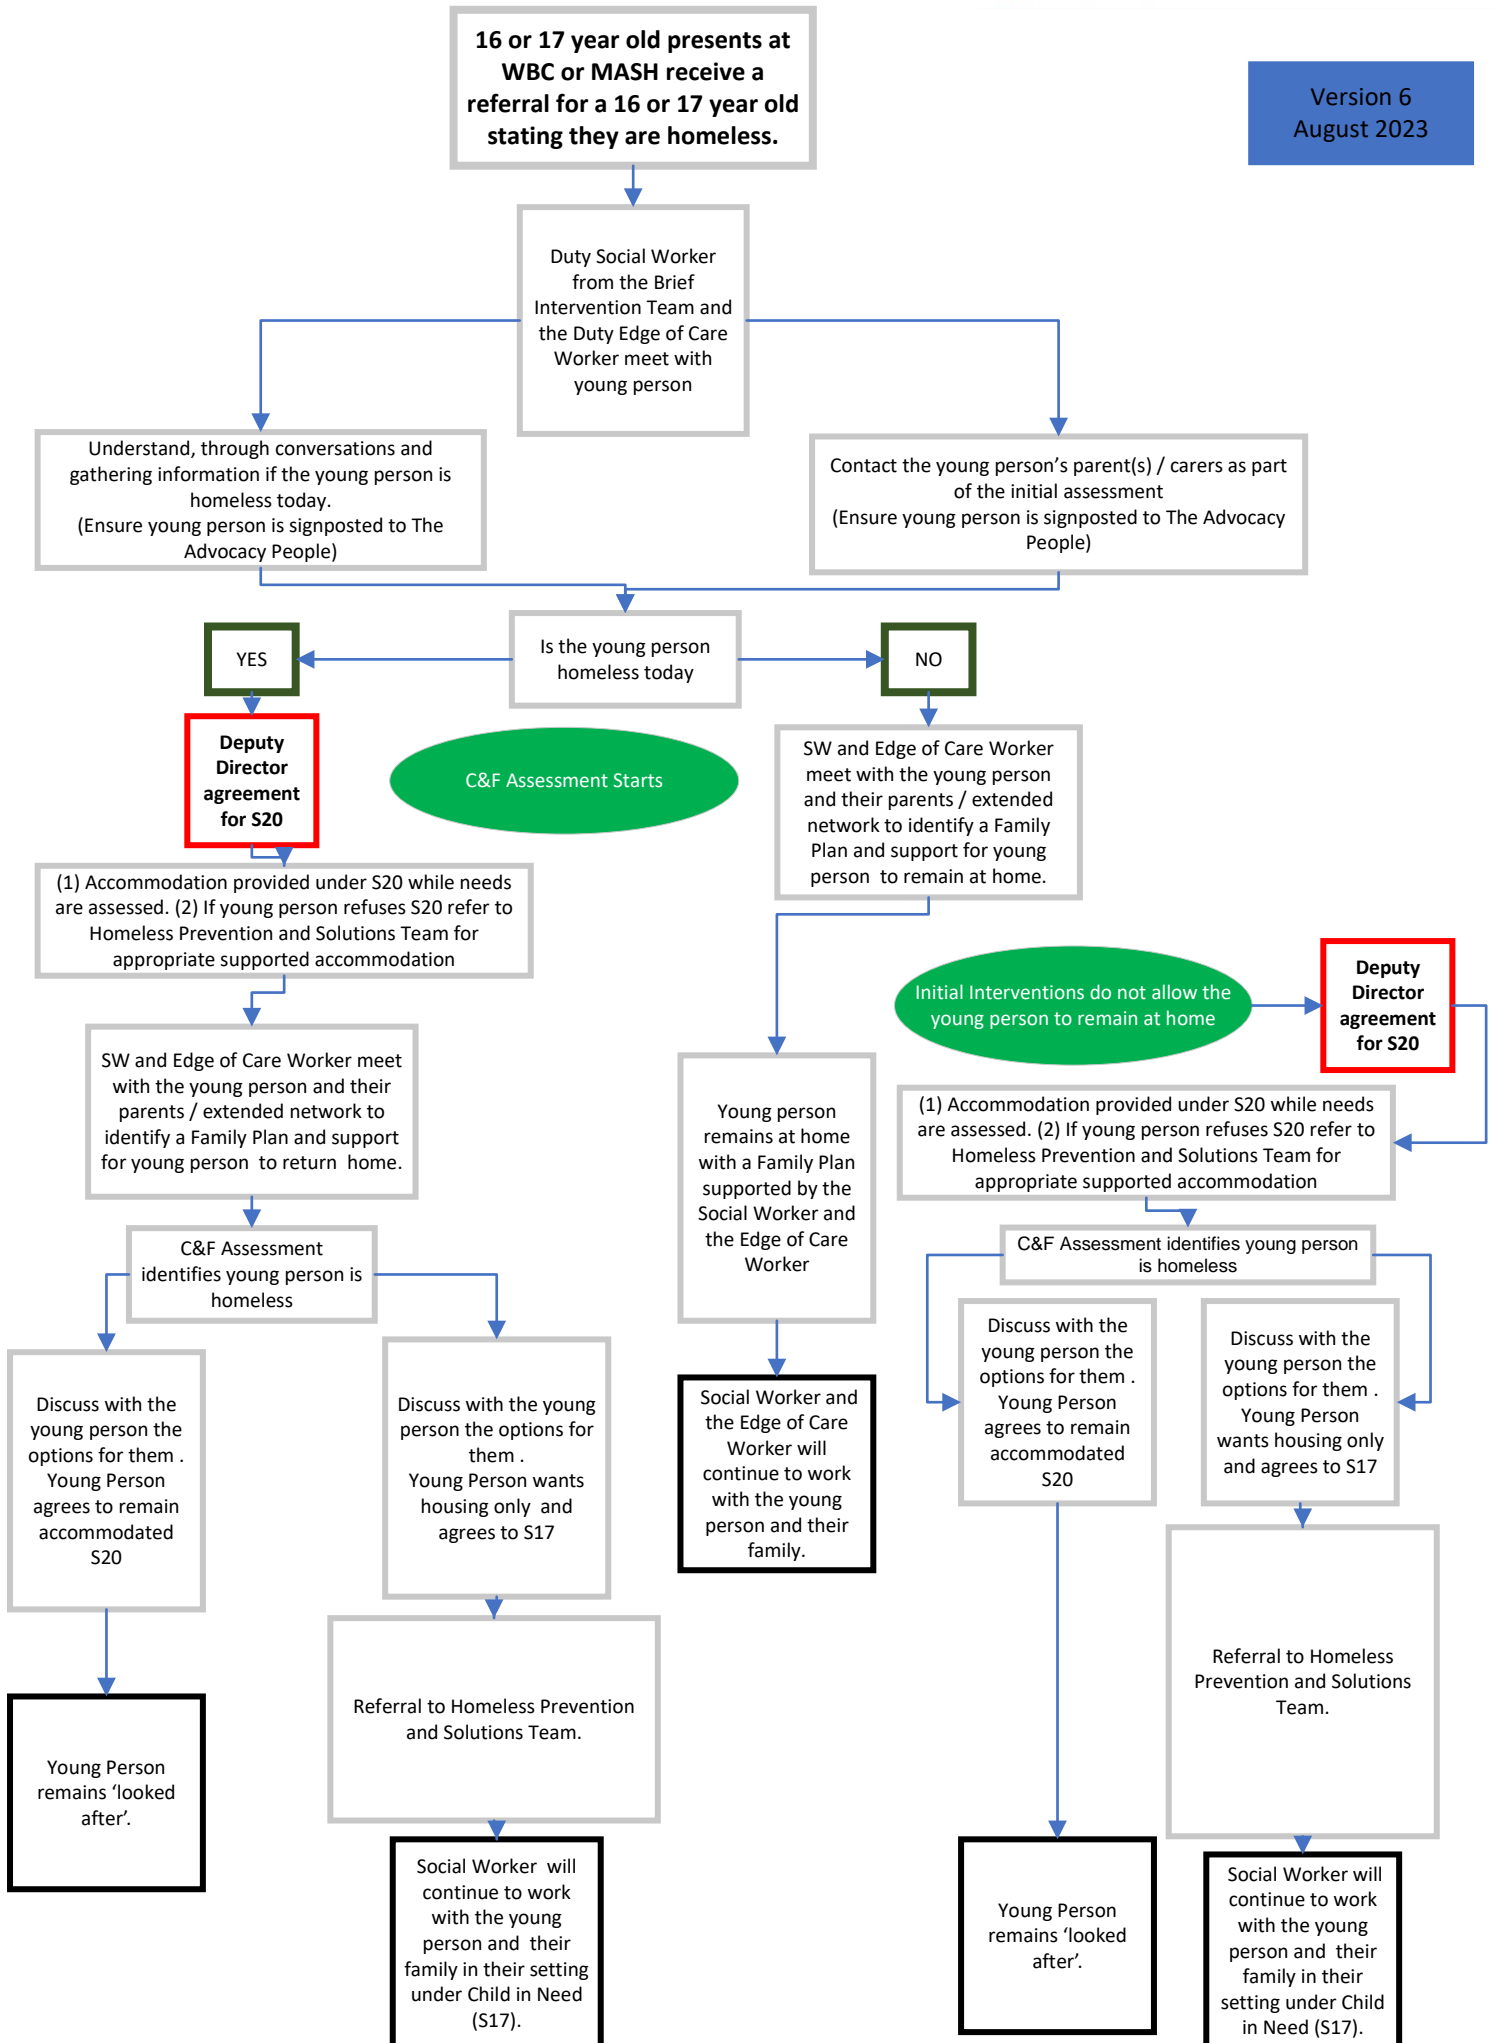 16 or 17 year old presents at
WBC or MASH receive a
referral for a 16 or 17 year old
stating they are homeless.
Version 6
August 2023
Duty Social Worker
from the Brief
Intervention Team and
the Duty Edge of Care
Worker meet with
young person
Understand, through conversations and
gathering information if the young person is
homeless today.
(Ensure young person is signposted to The
Advocacy People)
Contact the young person’s parent(s) / carers as part
of the initial assessment
(Ensure young person is signposted to The Advocacy
People)
Is the young person
homeless today
YES
NO
Deputy
Director
agreement
for S20
C&F Assessment Starts
SW and Edge of Care Worker
meet with the young person
and their parents / extended
network to identify a Family
Plan and support for young
person to remain at home.
(1) Accommodation provided under S20 while needs
are assessed. (2) If young person refuses S20 refer to
Homeless Prevention and Solutions Team for
appropriate supported accommodation
Initial Interventions do not allow the
young person to remain at home
Deputy
Director
agreement
for S20
SW and Edge of Care Worker meet
with the young person and their
parents / extended network to
identify a Family Plan and support
for young person to return home.
Young person
remains at home
with a Family Plan
supported by the
Social Worker and
the Edge of Care
Worker
(1) Accommodation provided under S20 while needs
are assessed. (2) If young person refuses S20 refer to
Homeless Prevention and Solutions Team for
appropriate supported accommodation
C&F Assessment
identifies young person is
homeless
C&F Assessment identifies young person
is homeless
Discuss with the
young person the
options for them .
Young Person
agrees to remain
accommodated
S20
Discuss with the young
person the options for
them .
Young Person wants
housing only and
agrees to S17
Social Worker and
the Edge of Care
Worker will
continue to work
with the young
person and their
family.
Discuss with the
young person the
options for them .
Young Person
agrees to remain
accommodated
S20
Discuss with the
young person the
options for them .
Young Person
wants housing only
and agrees to S17
Referral to Homeless Prevention
and Solutions Team.
Referral to Homeless
Prevention and Solutions
Team.
Young Person
remains ‘looked
after’.
Social Worker will
continue to work
with the young
person and their
family in their setting
under Child in Need
(S17).
Young Person
remains ‘looked
after’.
Social Worker will
continue to work
with the young
person and their
family in their
setting under Child
in Need (S17).